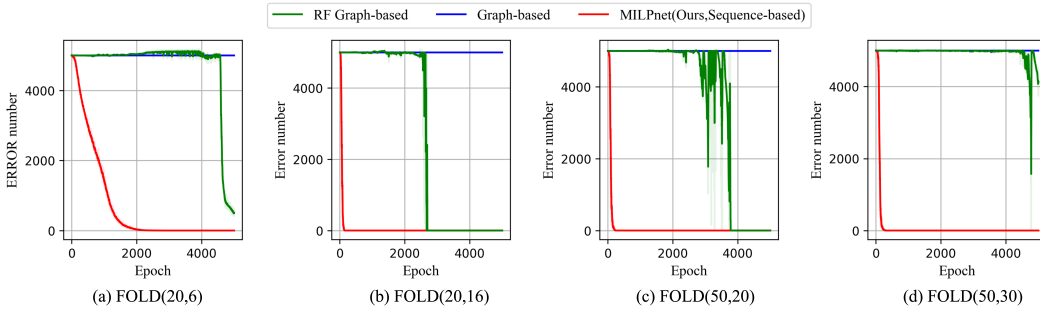 RF Graph-based Graph-based MILPnet(Ours,Sequence-based)
ERROR number
4000
2000
0
0 2000 4000
Epoch
(a) FOLD(20,6)
Error number
4000
2000
0
0 2000 4000
Epoch
(b) FOLD(20,16)
Error number
4000
2000
0
0 2000 4000
Epoch
(c) FOLD(50,20)
Error number
4000
2000
0
0 2000 4000
Epoch
(d) FOLD(50,30)